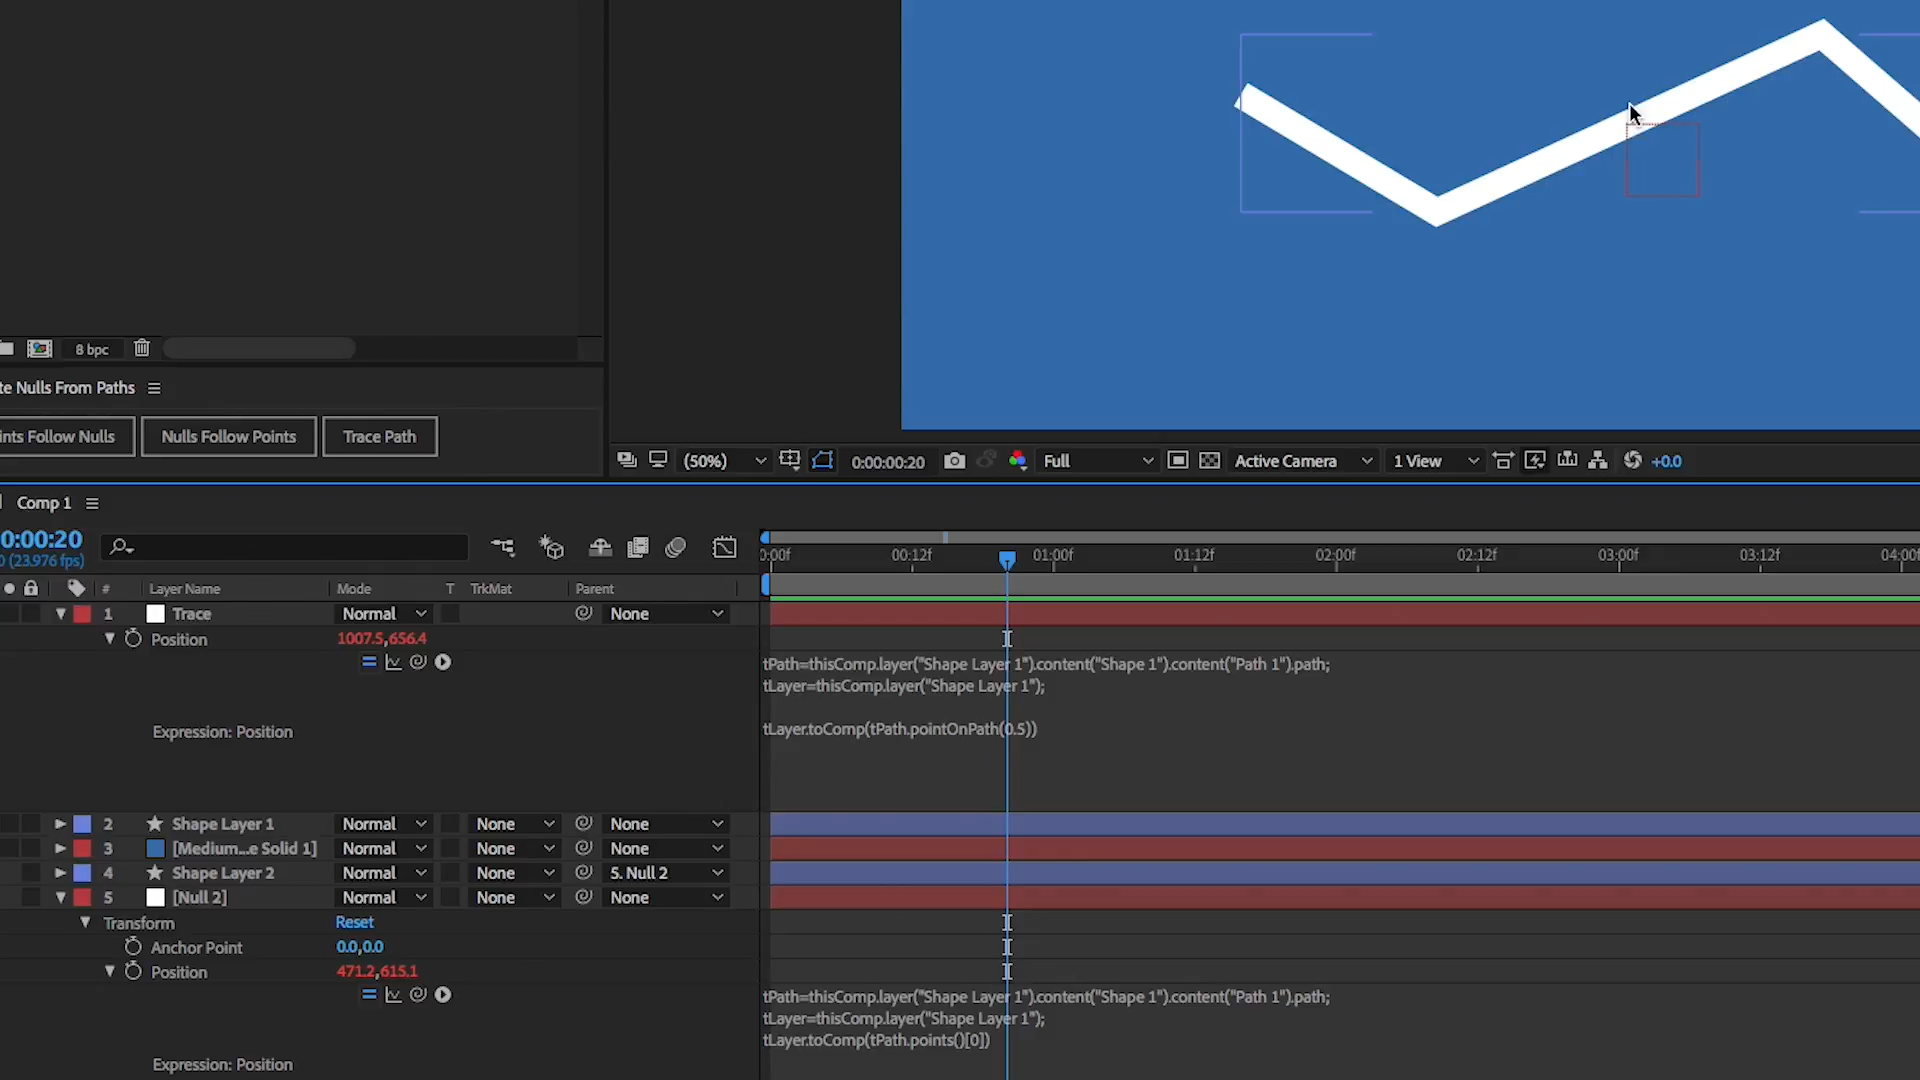 8 bpc
te Nulls From Paths
ints Follow Nulls
Nulls Follow Points
Trace Path
(50%)
0:00:00:20
Full
Active Camera
1 View
+0.0
Comp 1
0:00:20
0 (23.976 fps)
0:00f
00:12f
01:00f
01:12f
02:00f
02:12f
03:00f
03:12f
04:00f
# Layer Name Mode T TrkMat Parent
1 Trace Normal None
Position 1007.5,656.4
tPath=thisComp.layer("Shape Layer 1").content("Shape 1").content("Path 1").path;
tLayer=thisComp.layer("Shape Layer 1");
tLayer.toComp(tPath.pointOnPath(0.5))
Expression: Position
2 Shape Layer 1 Normal None None
3 [Medium...e Solid 1] Normal None None
4 Shape Layer 2 Normal None 5. Null 2
5 [Null 2] Normal None None
Transform Reset
Anchor Point 0.0,0.0
Position 471.2,615.1
tPath=thisComp.layer("Shape Layer 1").content("Shape 1").content("Path 1").path;
tLayer=thisComp.layer("Shape Layer 1");
tLayer.toComp(tPath.points()[0])
Expression: Position